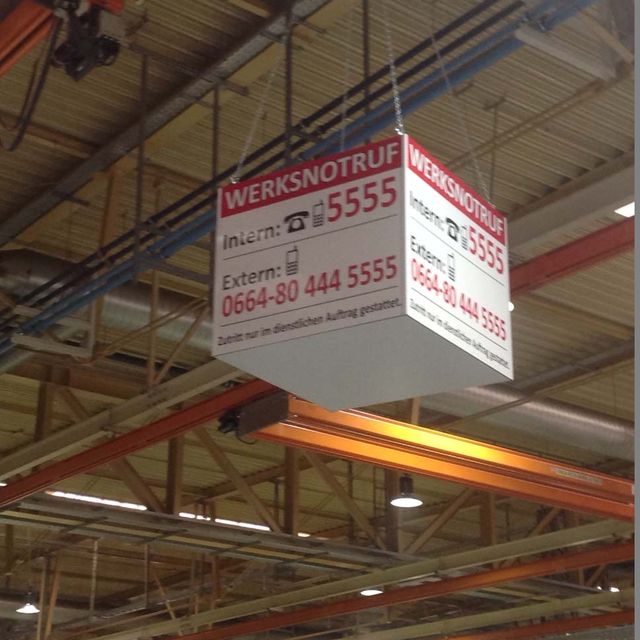 WERKSNOTRUF
Intern: 5555
Extern:
0664-80 444 5555
Zutritt nur im dienstlichen Auftrag gestattet.
WERKSNOTRUF
Intern: 5555
Extern:
0664-80 444 5555
Zutritt nur im dienstlichen Auftrag gestattet.